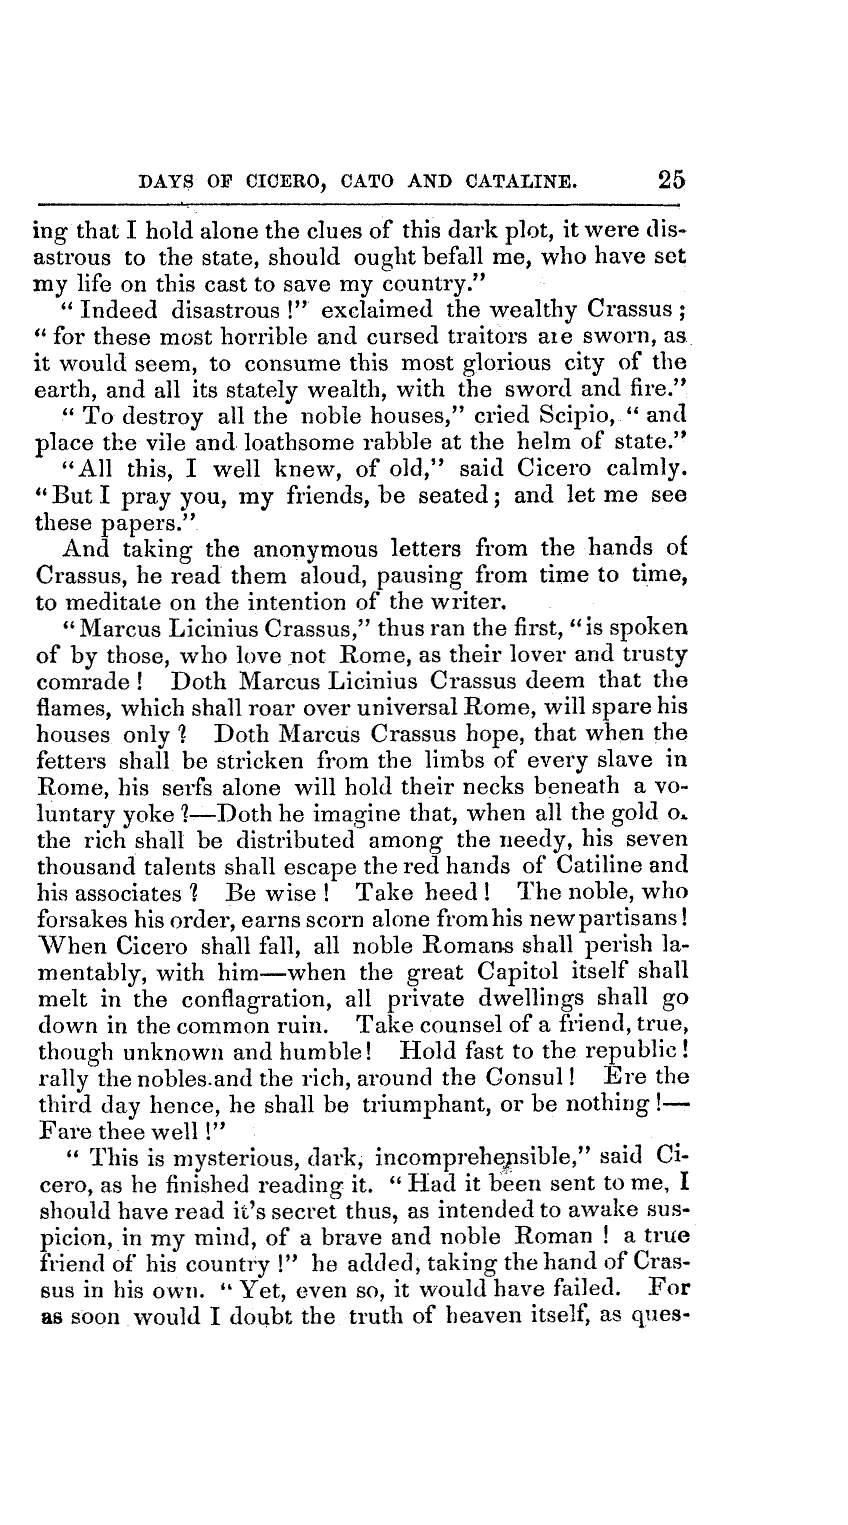 DAYS OF CICERO, CATO AND CATALINE. 25
ing that I hold alone the clues of this dark plot, it were dis-
astrous to the state, should ought befall me, who have set
my life on this cast to save my country."
" Indeed disastrous !" exclaimed the wealthy Crassus ;
" for these most horrible and cursed traitors are sworn, as
it would seem, to consume this most glorious city of the
earth, and all its stately wealth, with the sword and fire."
" To destroy all the noble houses," cried Scipio, " and
place the vile and loathsome rabble at the helm of state."
"All this, I well knew, of old," said Cicero calmly.
"But I pray you, my friends, be seated; and let me see
these papers."
And taking the anonymous letters from the hands of
Crassus, he read them aloud, pausing from time to time,
to meditate on the intention of the writer.
"Marcus Licinius Crassus," thus ran the first, "is spoken
of by those, who love not Rome, as their lover and trusty
comrade ! Doth Marcus Licinius Crassus deem that the
flames, which shall roar over universal Rome, will spare his
houses only ? Doth Marcus Crassus hope, that when the
fetters shall be stricken from the limbs of every slave in
Rome, his serfs alone will hold their necks beneath a vo-
luntary yoke ?—Doth he imagine that, when all the gold o.
the rich shall be distributed among the needy, his seven
thousand talents shall escape the red hands of Catiline and
his associates ? Be wise ! Take heed ! The noble, who
forsakes his order, earns scorn alone from his new partisans!
When Cicero shall fall, all noble Romans shall perish la-
mentably, with him—when the great Capitol itself shall
melt in the conflagration, all private dwellings shall go
down in the common ruin. Take counsel of a friend, true,
though unknown and humble! Hold fast to the republic !
rally the nobles and the rich, around the Consul ! Ere the
third day hence, he shall be triumphant, or be nothing !—
Fare thee well !"
" This is mysterious, dark, incomprehensible," said Ci-
cero, as he finished reading it. " Had it been sent to me, I
should have read it's secret thus, as intended to awake sus-
picion, in my mind, of a brave and noble Roman ! a true
friend of his country !" he added, taking the hand of Cras-
sus in his own. " Yet, even so, it would have failed. For
as soon would I doubt the truth of heaven itself, as ques-